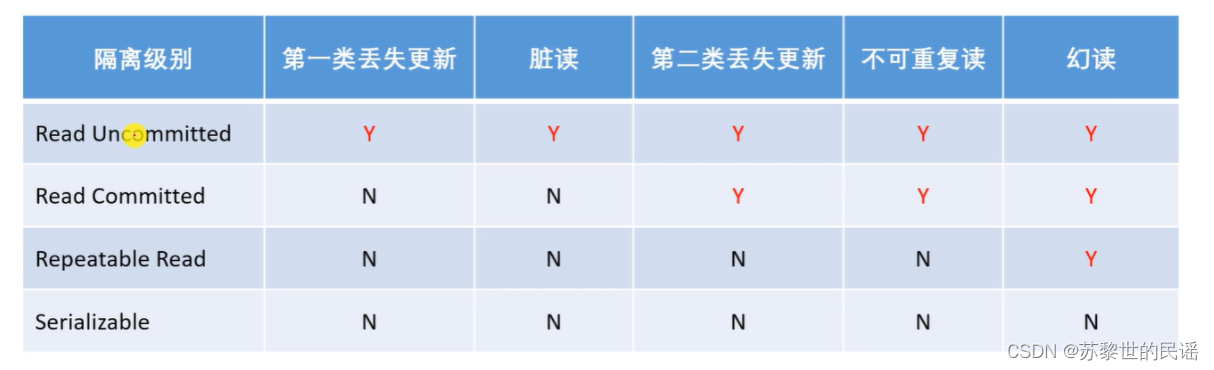 隔离级别 第一类丢失更新 脏读 第二类丢失更新 不可重复读 幻读
Read Uncommitted Y Y Y Y Y
Read Committed N N Y Y Y
Repeatable Read N N N N Y
Serializable N N N N N
CSDN @苏黎世的民谣